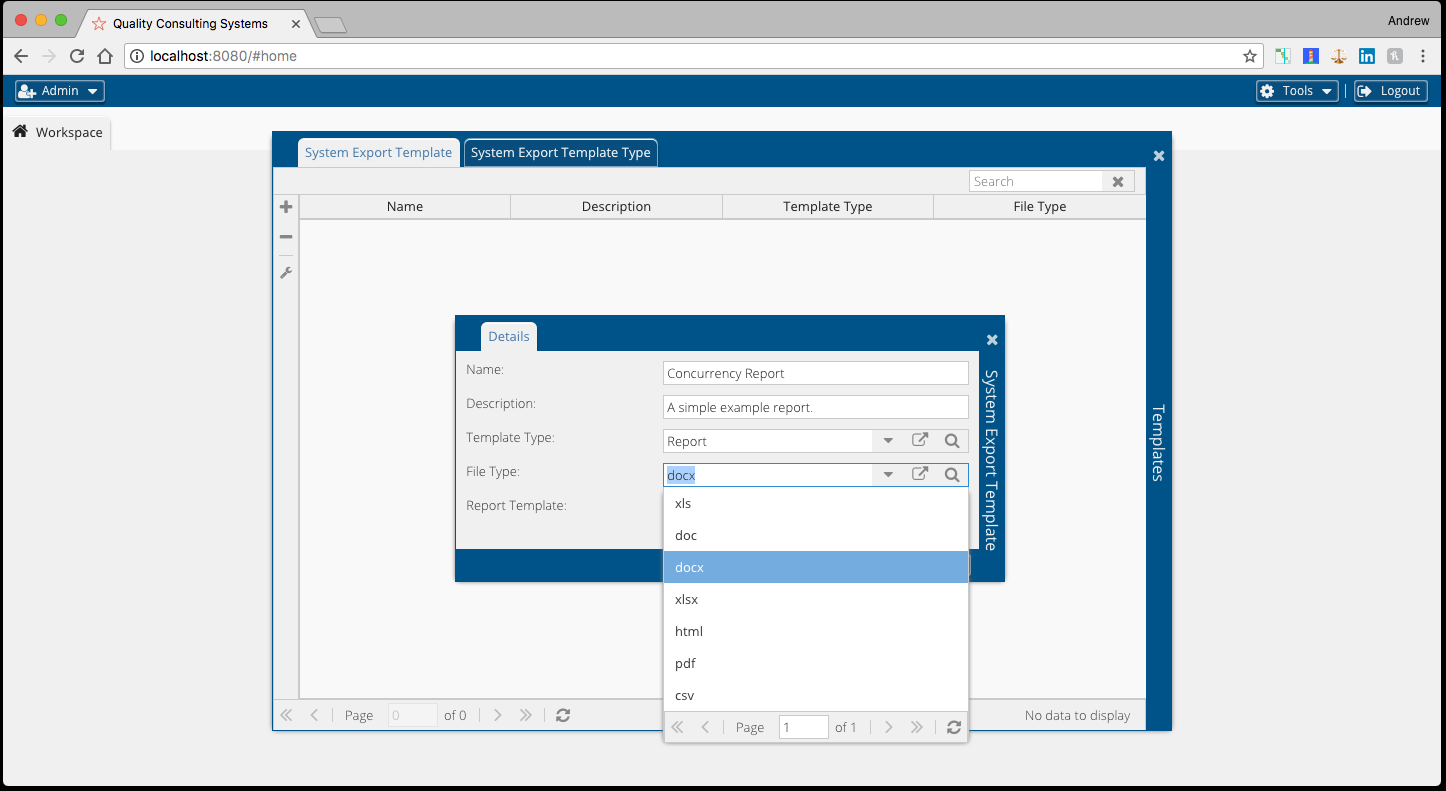 Quality Consulting Systems
Andrew
localhost:8080/#home
Admin
Tools
Logout
Workspace
System Export Template
System Export Template Type
Search
Name
Description
Template Type
File Type
Details
Name:
Concurrency Report
Description:
A simple example report.
Template Type:
Report
File Type:
docx
Report Template:
xls
doc
docx
xlsx
html
pdf
csv
Page 1 of 1
System Export Template
Templates
Page 0 of 0
No data to display